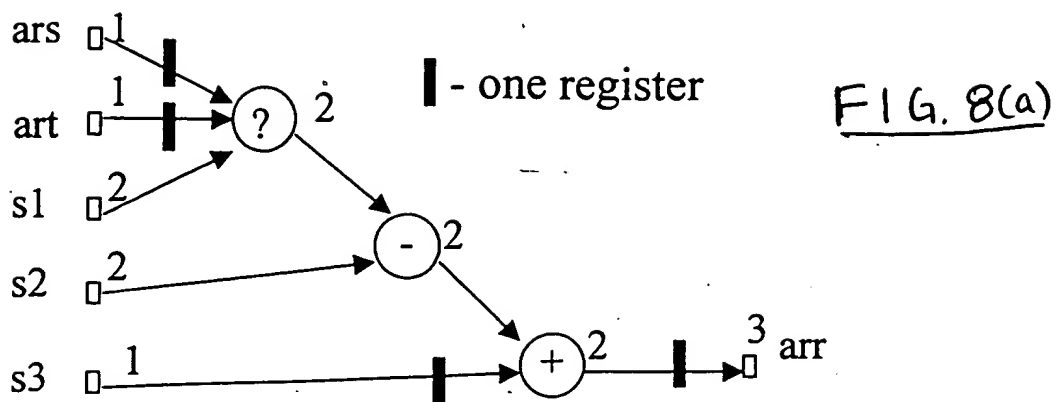 ars 1
art 1
? 2
- one register
FIG. 8(a)
s1 2
s2 2
- 2
s3 1
+ 2
3 arr